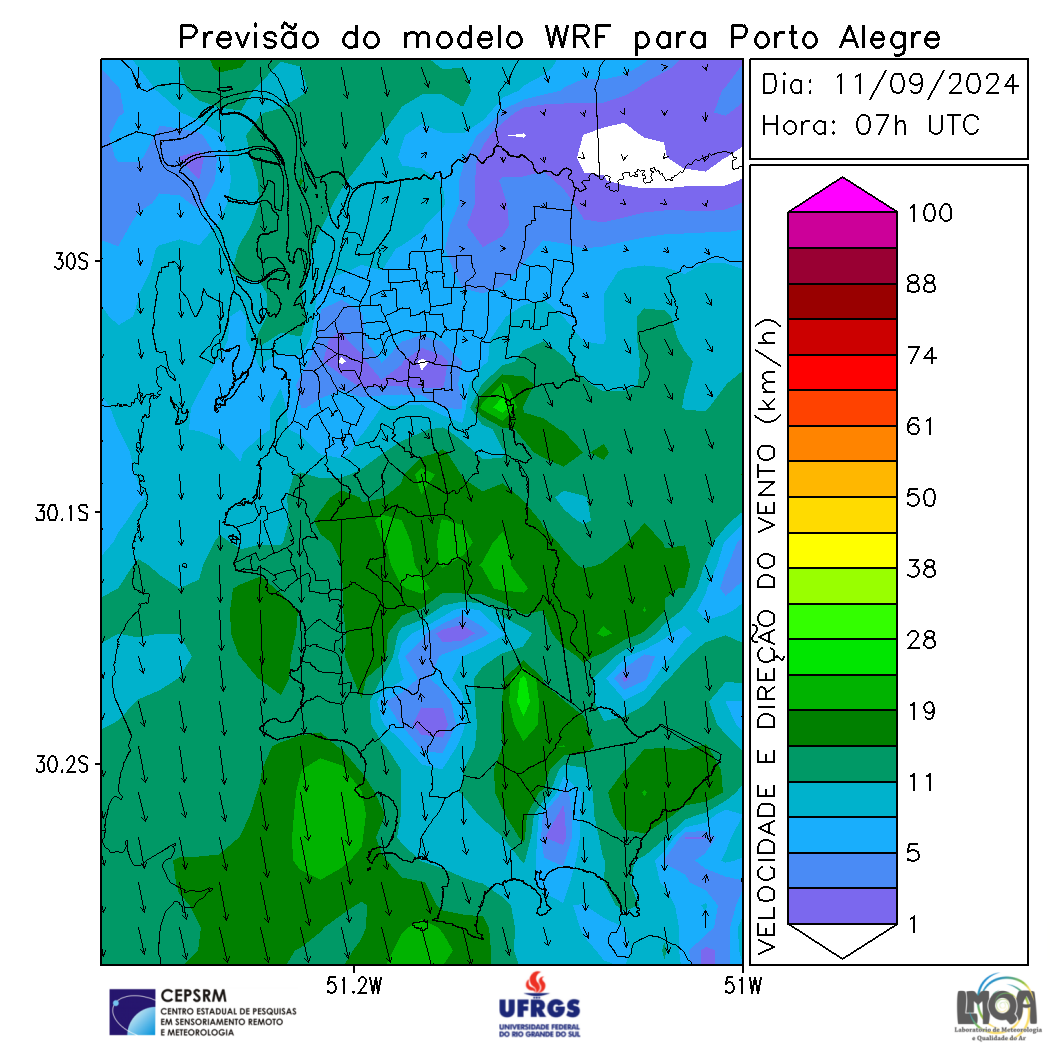 Previsão do modelo WRF para Porto Alegre
Dia: 11/09/2024
Hora: 07h UTC
30S
30.1S
30.2S
51.2W
51W
VELOCIDADE E DIREÇÃO DO VENTO (km/h)
100
88
74
61
50
38
28
19
11
5
1
CEPSRM
CENTRO ESTADUAL DE PESQUISAS
EM SENSORIAMENTO REMOTO
E METEOROLOGIA
UFRGS
UNIVERSIDADE FEDERAL
DO RIO GRANDE DO SUL
LMQA
Laboratório de Meteorologia
e Qualidade do Ar